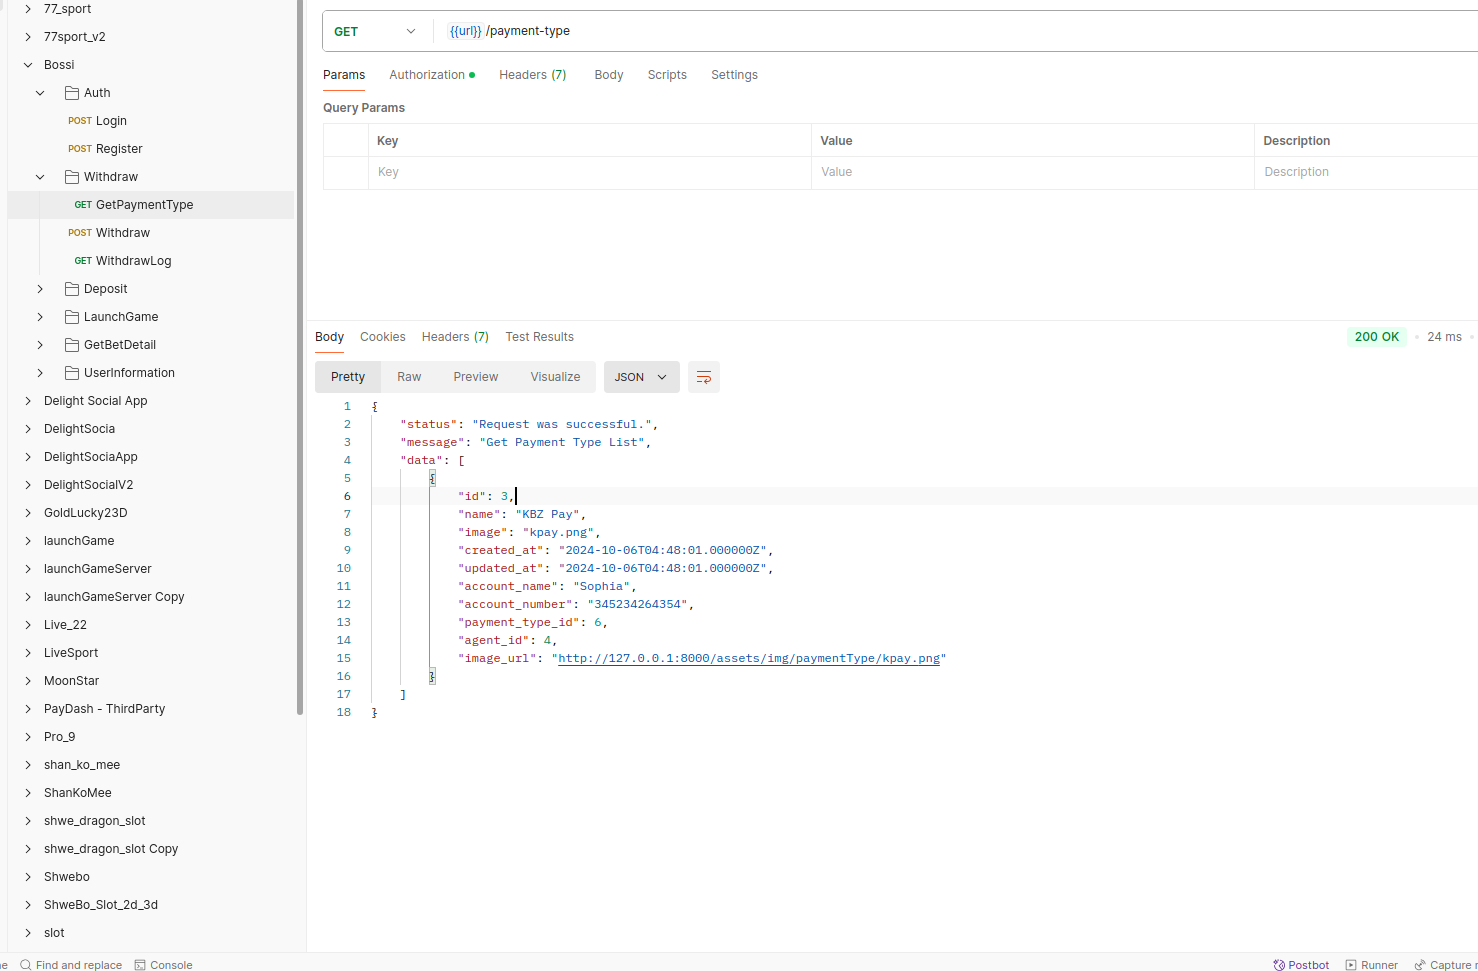 77_sport
77sport_v2
Bossi
Auth
POST Login
POST Register
Withdraw
GET GetPaymentType
POST Withdraw
GET WithdrawLog
Deposit
LaunchGame
GetBetDetail
UserInformation
Delight Social App
DelightSocia
DelightSociaApp
DelightSocialV2
GoldLucky23D
launchGame
launchGameServer
launchGameServer Copy
Live_22
LiveSport
MoonStar
PayDash - ThirdParty
Pro_9
shan_ko_mee
ShanKoMee
shwe_dragon_slot
shwe_dragon_slot Copy
Shwebo
ShweBo_Slot_2d_3d
slot
GET {{url}} /payment-type
Params Authorization Headers (7) Body Scripts Settings
Query Params
Key Value Description
Key Value Description
Body Cookies Headers (7) Test Results 200 OK 24 ms
Pretty Raw Preview Visualize JSON
1 {
2 "status": "Request was successful.",
3 "message": "Get Payment Type List",
4 "data": [
5 {
6 "id": 3,
7 "name": "KBZ Pay",
8 "image": "kpay.png",
9 "created_at": "2024-10-06T04:48:01.000000Z",
10 "updated_at": "2024-10-06T04:48:01.000000Z",
11 "account_name": "Sophia",
12 "account_number": "345234264354",
13 "payment_type_id": 6,
14 "agent_id": 4,
15 "image_url": "http://127.0.0.1:8000/assets/img/paymentType/kpay.png"
16 }
17 ]
18 }
ne Find and replace Console Postbot Runner Capture r